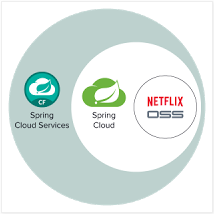 CF
Spring
Cloud Services
Spring
Cloud
NETFLIX
OSS